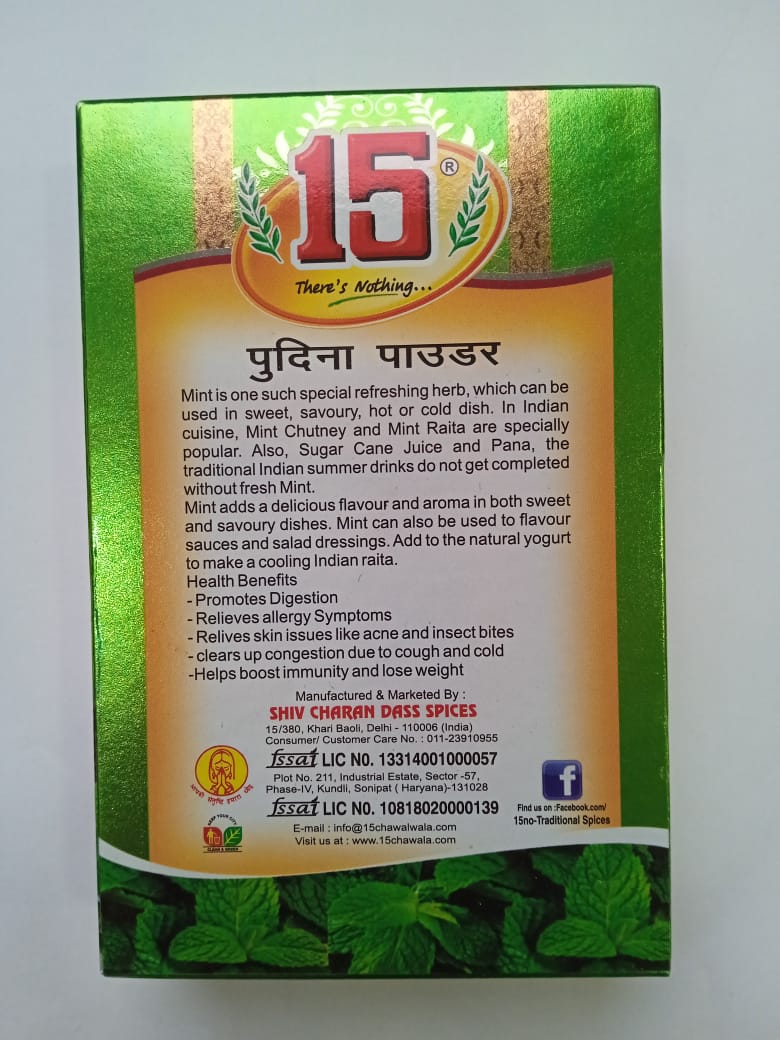 15®
There's Nothing...
पुदिना पाउडर
Mint is one such special refreshing herb, which can be
used in sweet, savoury, hot or cold dish. In Indian
cuisine, Mint Chutney and Mint Raita are specially
popular. Also, Sugar Cane Juice and Pana, the
traditional Indian summer drinks do not get completed
without fresh Mint.
Mint adds a delicious flavour and aroma in both sweet
and savoury dishes. Mint can also be used to flavour
sauces and salad dressings. Add to the natural yogurt
to make a cooling Indian raita.
Health Benefits
- Promotes Digestion
- Relieves allergy Symptoms
- Relives skin issues like acne and insect bites
- clears up congestion due to cough and cold
-Helps boost immunity and lose weight
Manufactured & Marketed By :
SHIV CHARAN DASS SPICES
15/380, Khari Baoli, Delhi - 110006 (India)
Consumer/ Customer Care No. : 011-23910955
fssai LIC NO. 13314001000057
Plot No. 211, Industrial Estate, Sector -57,
Phase-IV, Kundli, Sonipat ( Haryana)-131028
fssai LIC NO. 10818020000139
E-mail : info@15chawalwala.com
Visit us at : www.15chawala.com
आपकी संतुष्टि हमारा ध्येय
KEEP YOUR CITY
CLEAN & GREEN
f
Find us on :Facebook.com/
15no-Traditional Spices